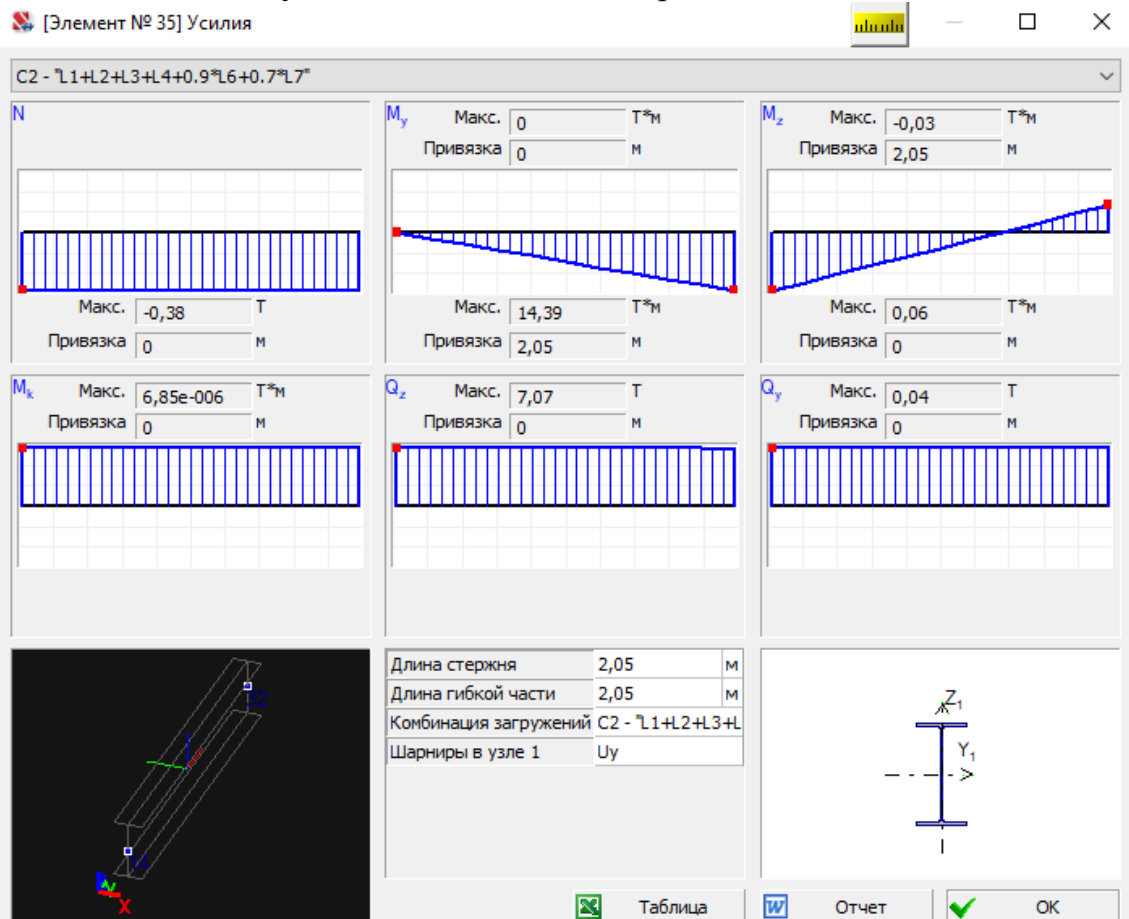 [Элемент № 35] Усилия
C2 - "L1+L2+L3+L4+0.9*L6+0.7*L7"
N
Макс. -0,38 Т
Привязка 0 м
My Макс. 0 Т*м
Привязка 0 м
Макс. 14,39 Т*м
Привязка 2,05 м
Mz Макс. -0,03 Т*м
Привязка 2,05 м
Макс. 0,06 Т*м
Привязка 0 м
Mk Макс. 6,85e-006 Т*м
Привязка 0 м
Qz Макс. 7,07 Т
Привязка 0 м
Qy Макс. 0,04 Т
Привязка 0 м
32
X
Длина стержня 2,05 м
Длина гибкой части 2,05 м
Комбинация загружений C2 - "L1+L2+L3+L
Шарниры в узле 1 Uy
Z1
Y1
Таблица
Отчет
OK